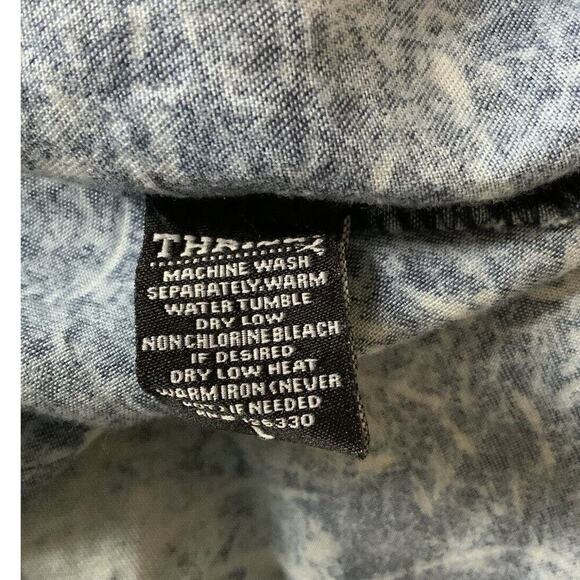 MACHINE WASH
SEPARATELY.WARM
WATER TUMBLE
DRY LOW
NON CHLORINE BLEACH
IF DESIRED
DRY LOW HEAT
WARM IRON (NEVER
IF NEEDED